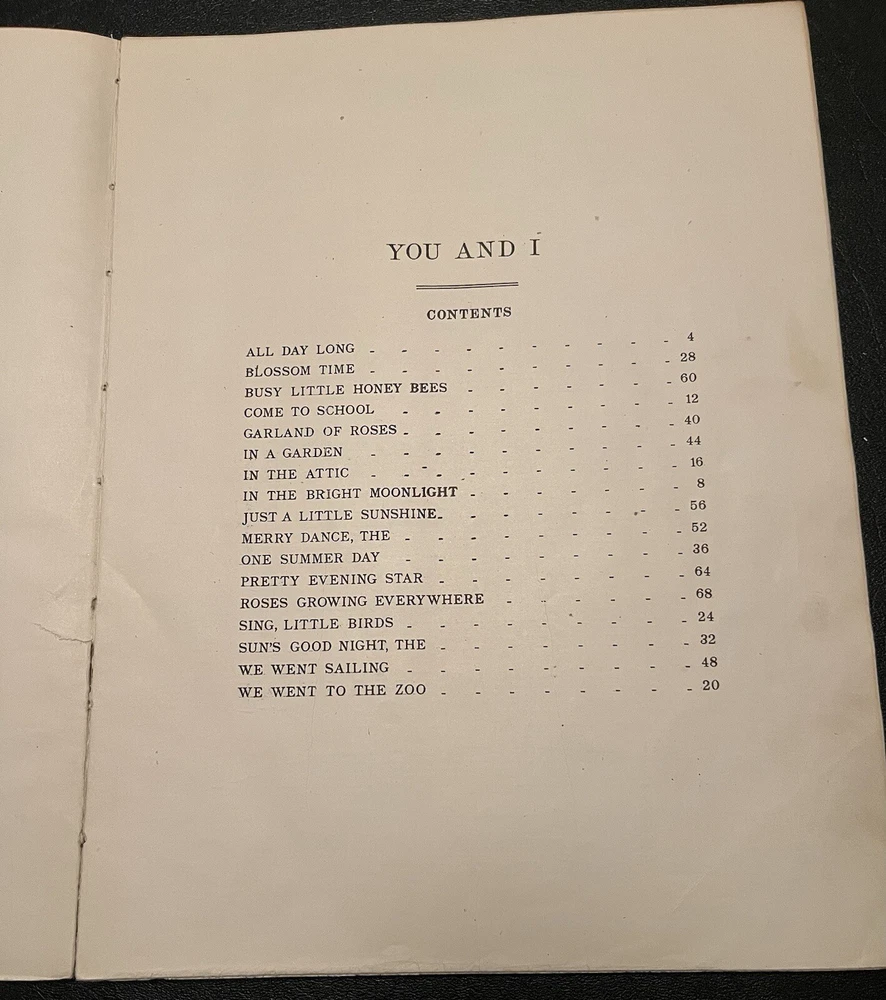 YOU AND I
CONTENTS
ALL DAY LONG - - - - - - - - - - 4
BLOSSOM TIME - - - - - - - - - - 28
BUSY LITTLE HONEY BEES - - - - - - - 60
COME TO SCHOOL - - - - - - - - - 12
GARLAND OF ROSES - - - - - - - - - 40
IN A GARDEN - - - - - - - - - - 44
IN THE ATTIC - - - - - - - - - - 16
IN THE BRIGHT MOONLIGHT - - - - - - - 8
JUST A LITTLE SUNSHINE - - - - - - - - 56
MERRY DANCE, THE - - - - - - - - - 52
ONE SUMMER DAY - - - - - - - - - 36
PRETTY EVENING STAR - - - - - - - - 64
ROSES GROWING EVERYWHERE - - - - - - 68
SING, LITTLE BIRDS - - - - - - - - - 24
SUN'S GOOD NIGHT, THE - - - - - - - - 32
WE WENT SAILING - - - - - - - - - 48
WE WENT TO THE ZOO - - - - - - - - 20